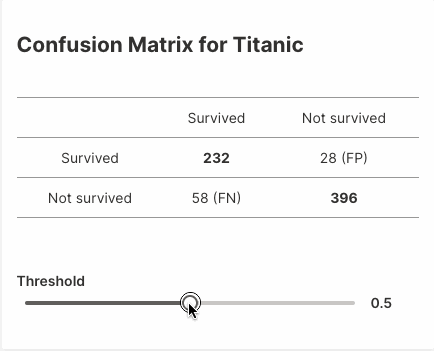 Confusion Matrix for Titanic
Survived Not survived
Survived 232 28 (FP)
Not survived 58 (FN) 396
Threshold
0.5